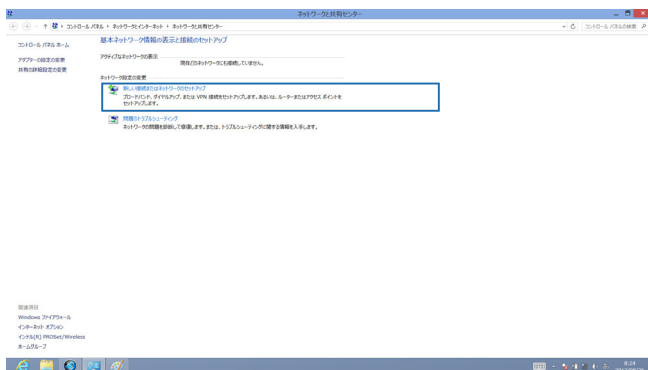 ネットワークと共有センター
コントロール パネル ▸ ネットワークとインターネット ▸ ネットワークと共有センター
コントロール パネルの検索
コントロール パネル ホーム
アダプターの設定の変更
共有の詳細設定の変更
基本ネットワーク情報の表示と接続のセットアップ
アクティブなネットワークの表示
現在どのネットワークにも接続していません。
ネットワーク設定の変更
新しい接続またはネットワークのセットアップ
ブロードバンド、ダイヤルアップ、または VPN 接続をセットアップします。あるいは、ルーターまたはアクセス ポイントを
セットアップします。
問題のトラブルシューティング
ネットワークの問題を診断して修復します。または、トラブルシューティングに関する情報を入手します。
関連項目
Windows ファイアウォール
インターネット オプション
インテル(R) PROSet/Wireless
ホームグループ
8:24